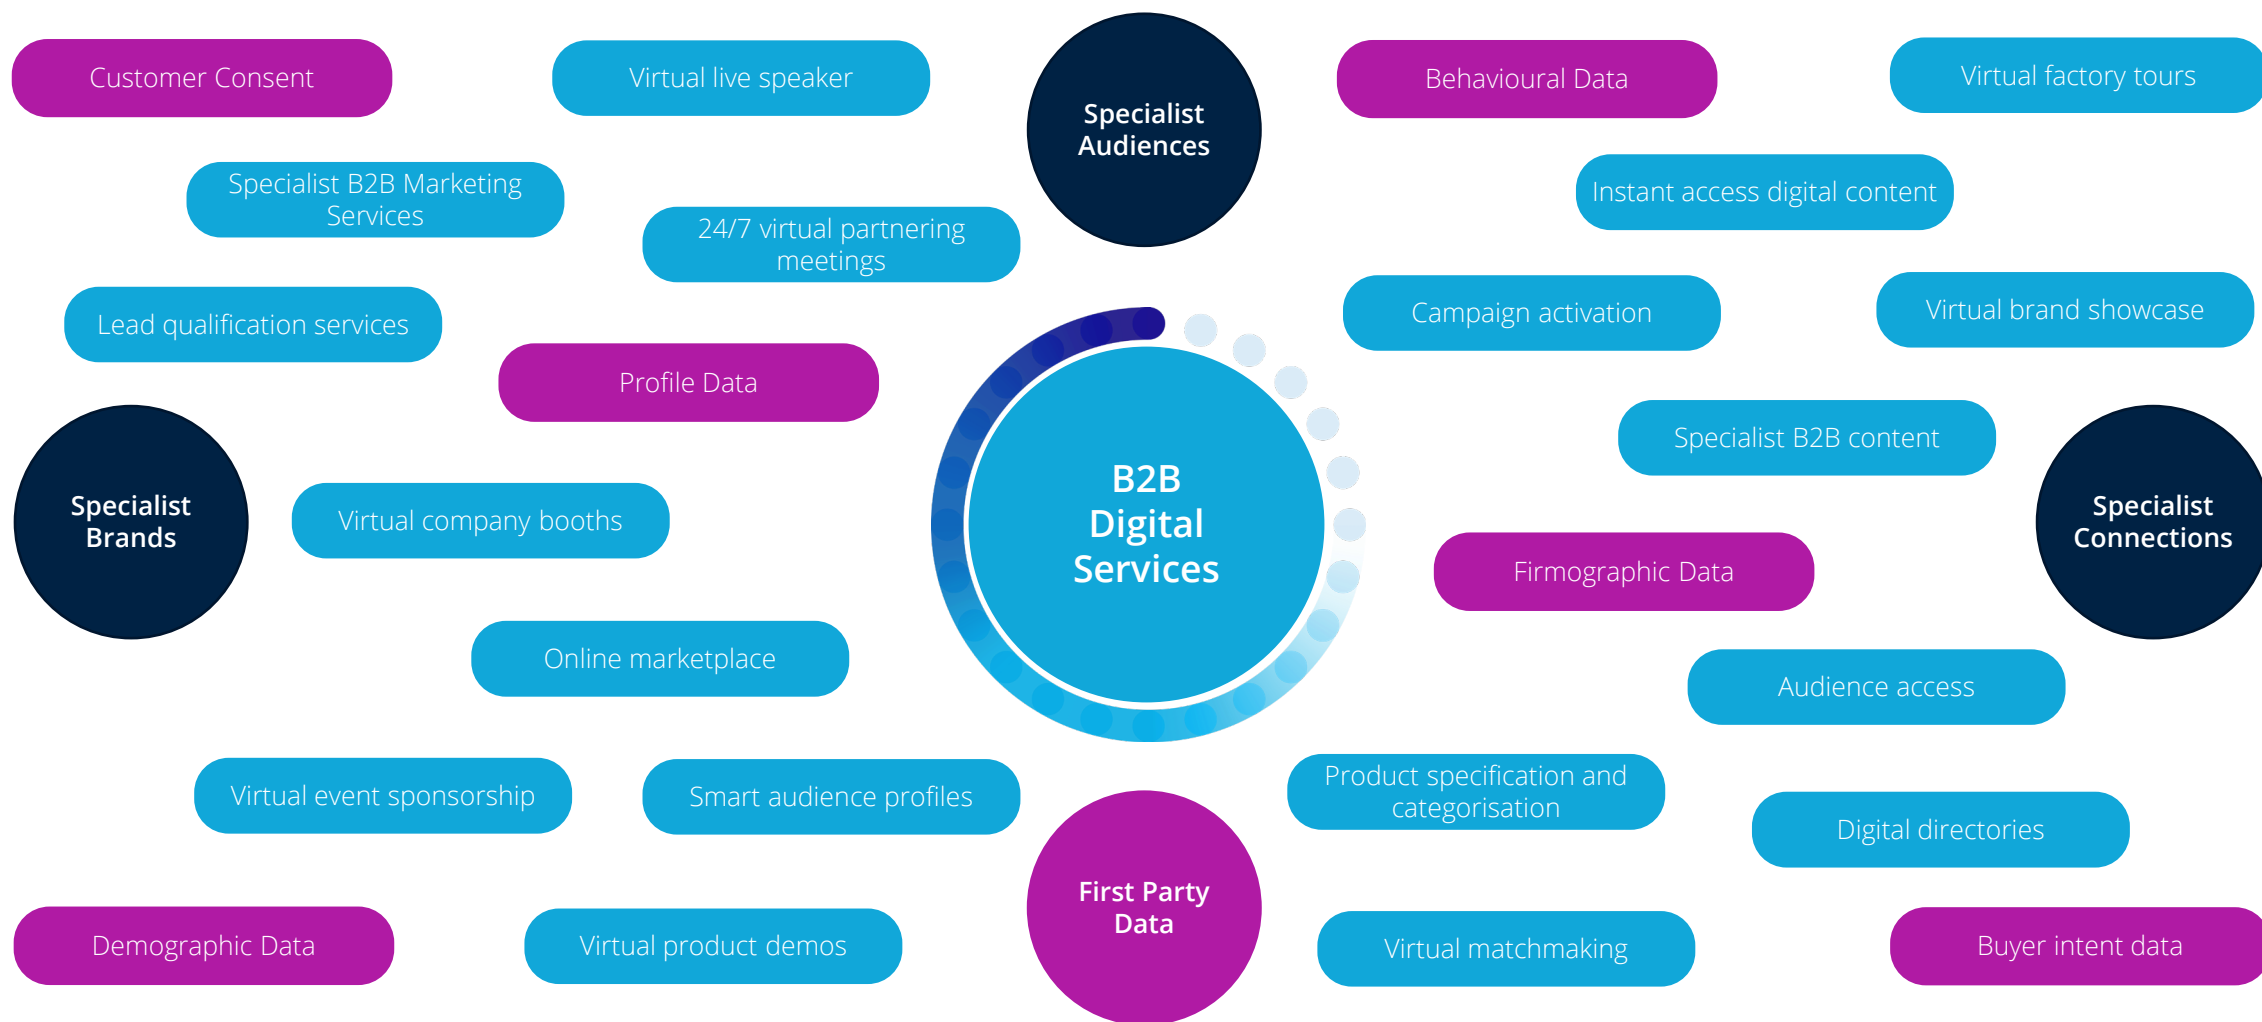 Customer Consent
Virtual live speaker
Specialist
Audiences
Behavioural Data
Virtual factory tours
Specialist B2B Marketing
Services
24/7 virtual partnering
meetings
Instant access digital content
Lead qualification services
Campaign activation
Virtual brand showcase
Profile Data
Specialist B2B content
Specialist
Brands
Virtual company booths
B2B
Digital
Services
Specialist
Connections
Firmographic Data
Online marketplace
Audience access
Virtual event sponsorship
Smart audience profiles
Product specification and
categorisation
Digital directories
First Party
Data
Demographic Data
Virtual product demos
Virtual matchmaking
Buyer intent data